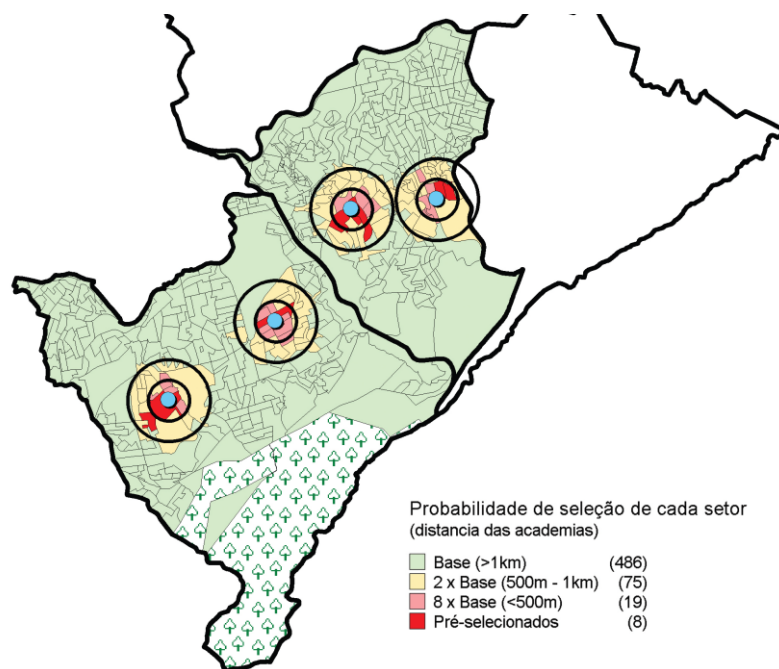 Probabilidade de seleção de cada setor
(distancia das academias)
Base (>1km) (486)
2 x Base (500m - 1km) (75)
8 x Base (<500m) (19)
Pré-selecionados (8)